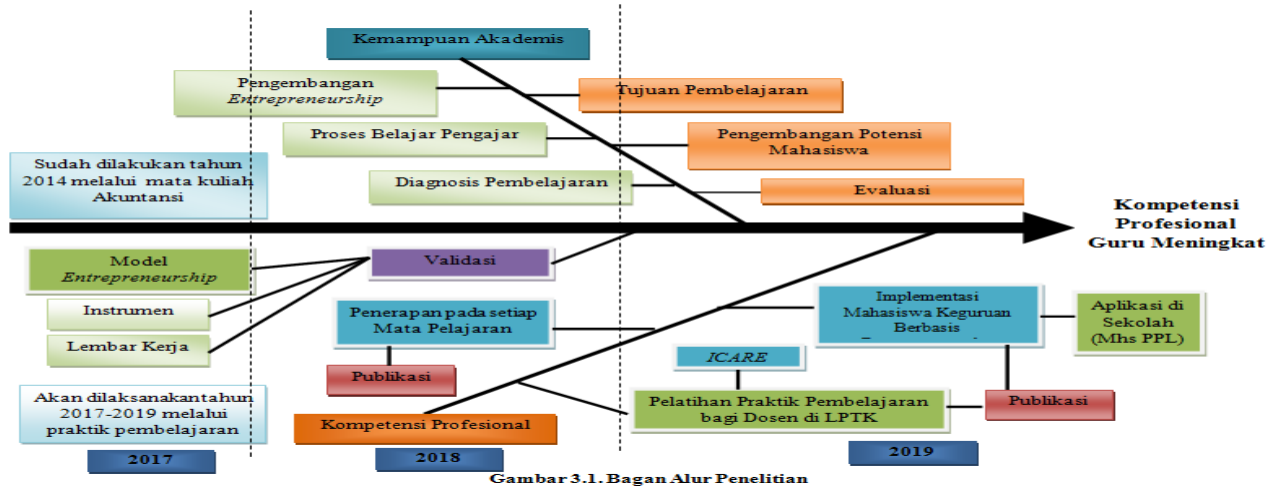 Kemampuan Akademis
Pengembangan
Entrepreneurship
Tujuan Pembelajaran
Proses Belajar Pengajar
Pengembangan Potensi
Mahasiswa
Sudah dilakukan tahun
2014 melalui mata kuliah
Akuntansi
Diagnosis Pembelajaran
Evaluasi
Kompetensi
Profesional
Guru Meningkat
Model
Entrepreneurship
Validasi
Instrumen
Lembar Kerja
Penerapan pada setiap
Mata Pelajaran
Implementasi
Mahasiswa Keguruan
Berbasis
Aplikasi di
Sekolah
(Mhs PPL)
ICARE
Publikasi
Akan dilaksanakantahun
2017-2019 melalui
praktik pembelajaran
Kompetensi Profesional
Pelatihan Praktik Pembelajaran
bagi Dosen di LPTK
Publikasi
2017
2018
2019
Gambar 3.1. Bagan Alur Penelitian